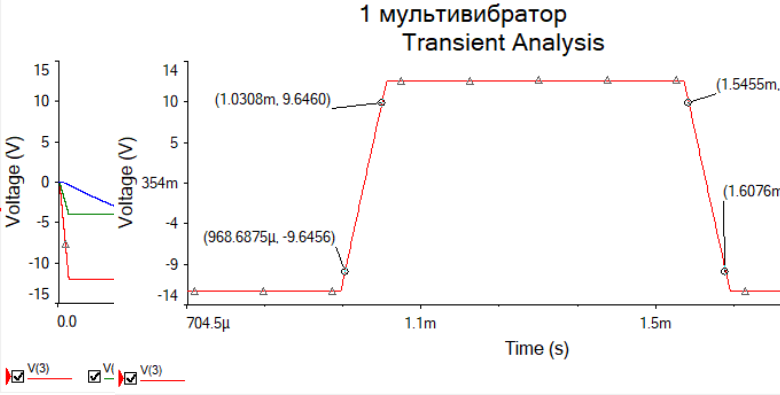 1 мультивибратор
Transient Analysis
Voltage (V)
15
10
5
0
-5
-10
-15
0.0
Voltage (V)
14
10
5
354m
-4
-9
-14
704.5µ
1.1m
1.5m
Time (s)
(1.0308m, 9.6460)
(968.6875µ, -9.6456)
(1.5455m,
(1.6076m
V(3)
V(
V(3)